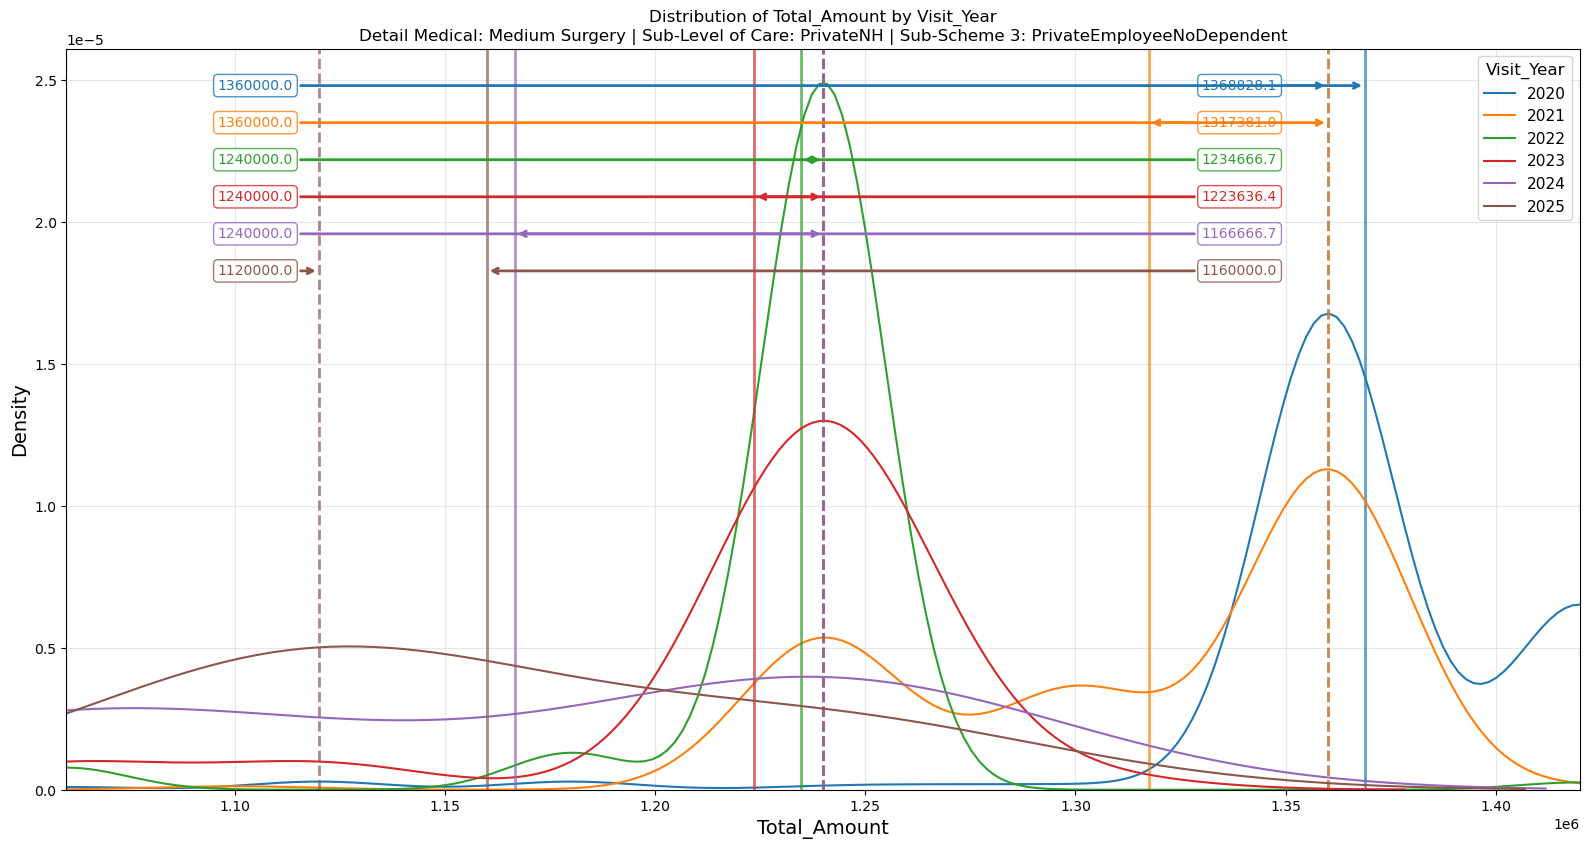 Distribution of Total_Amount by Visit_Year
Detail Medical: Medium Surgery | Sub-Level of Care: PrivateNH | Sub-Scheme 3: PrivateEmployeeNoDependent
1e−5
2.5
2.0
1.5
1.0
0.5
0.0
Density
1360000.0 1368828.1
1360000.0 1317381.0
1240000.0 1234666.7
1240000.0 1223636.4
1240000.0 1166666.7
1120000.0 1160000.0
Visit_Year
2020
2021
2022
2023
2024
2025
1.10 1.15 1.20 1.25 1.30 1.35 1.40
1e6
Total_Amount